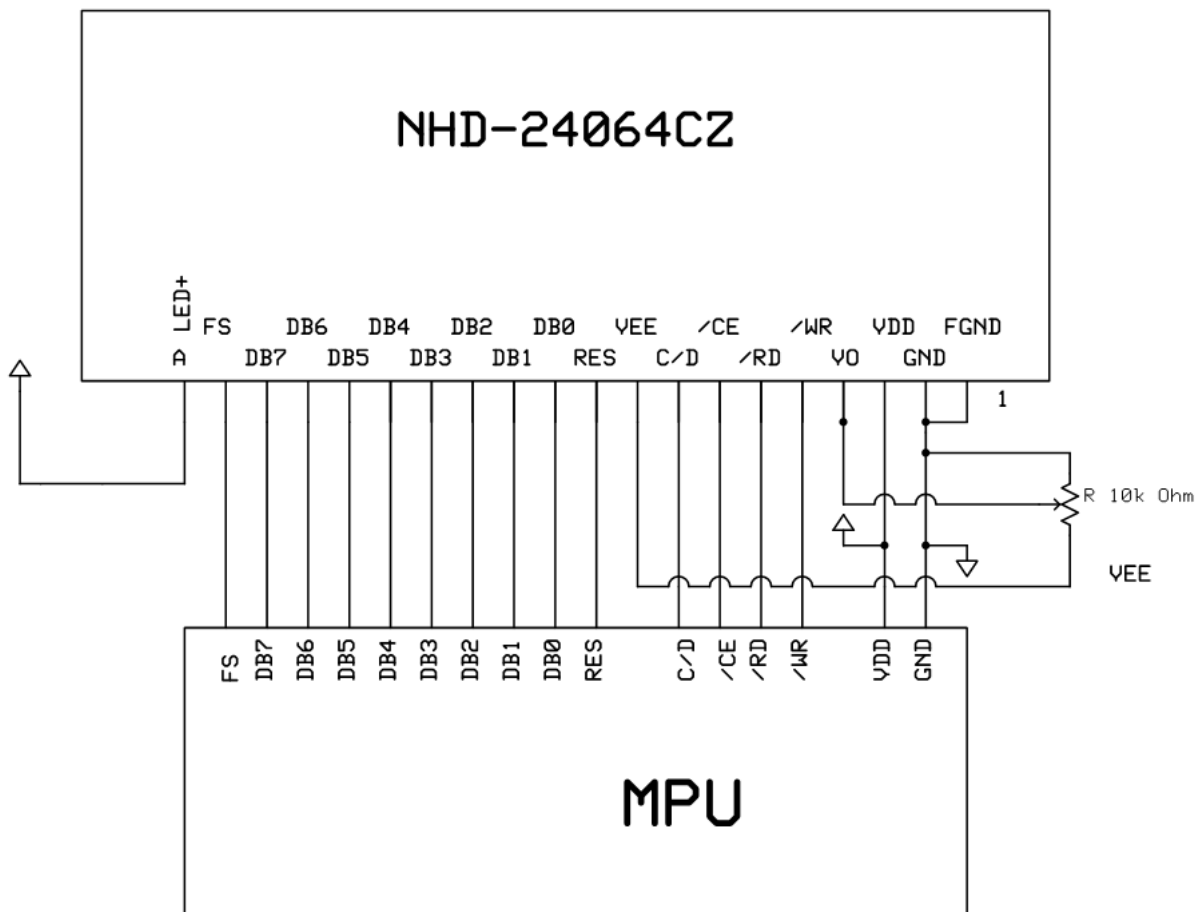 NHD-24064CZ
LED+
FS DB6 DB4 DB2 DB0 VEE /CE /WR VDD FGND
A DB7 DB5 DB3 DB1 RES C/D /RD VO GND
1
R 10k Ohm
VEE
FS DB7 DB6 DB5 DB4 DB3 DB2 DB1 DB0 RES C/D /CE /RD /WR VDD GND
MPU